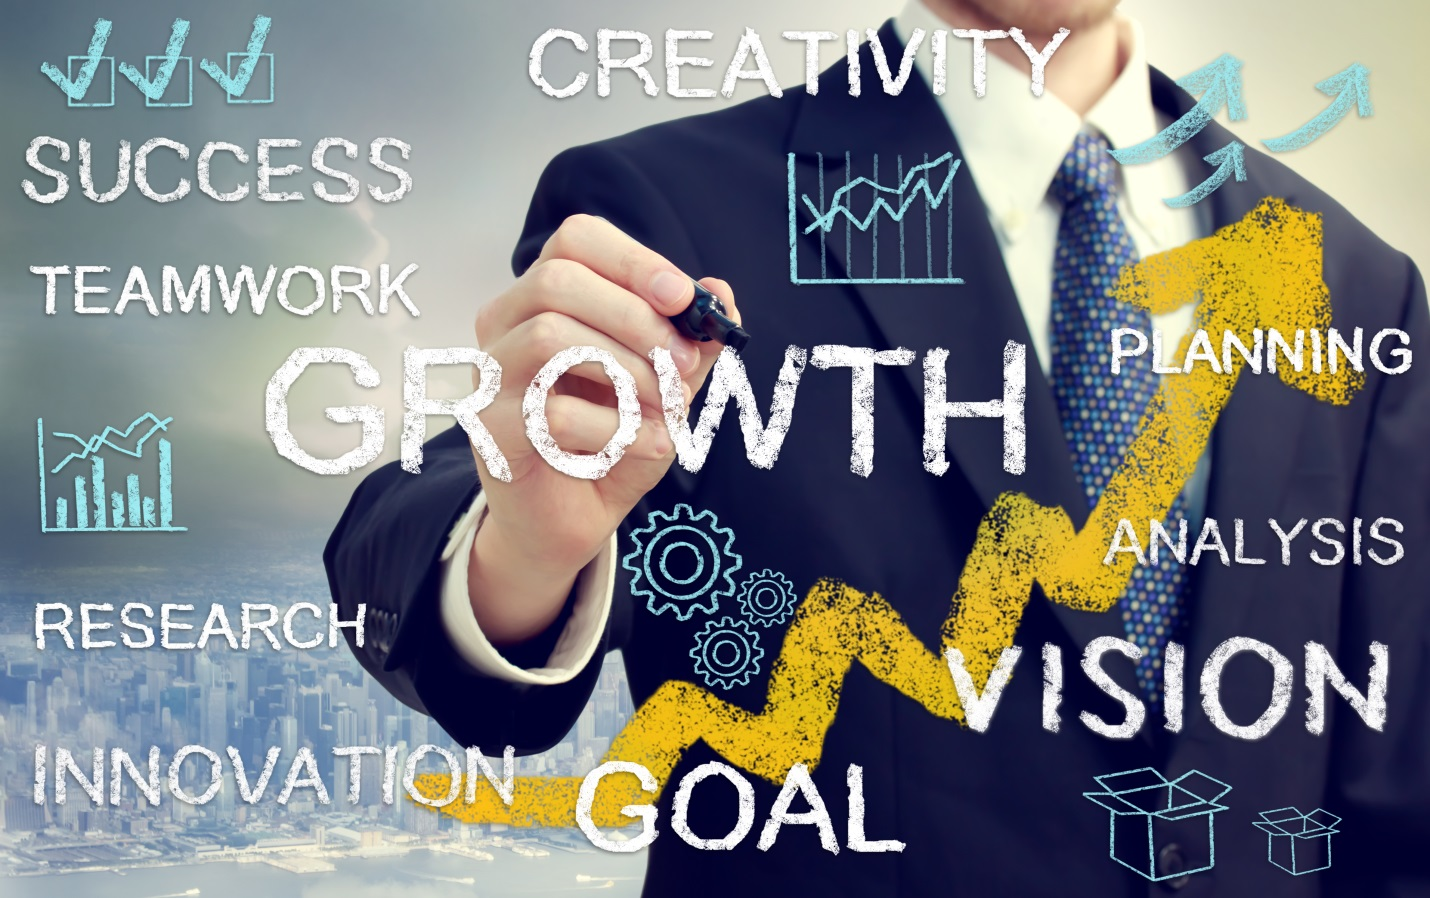 CREATIVITY
SUCCESS
TEAMWORK
GROWTH
PLANNING
ANALYSIS
RESEARCH
VISION
INNOVATION
GOAL